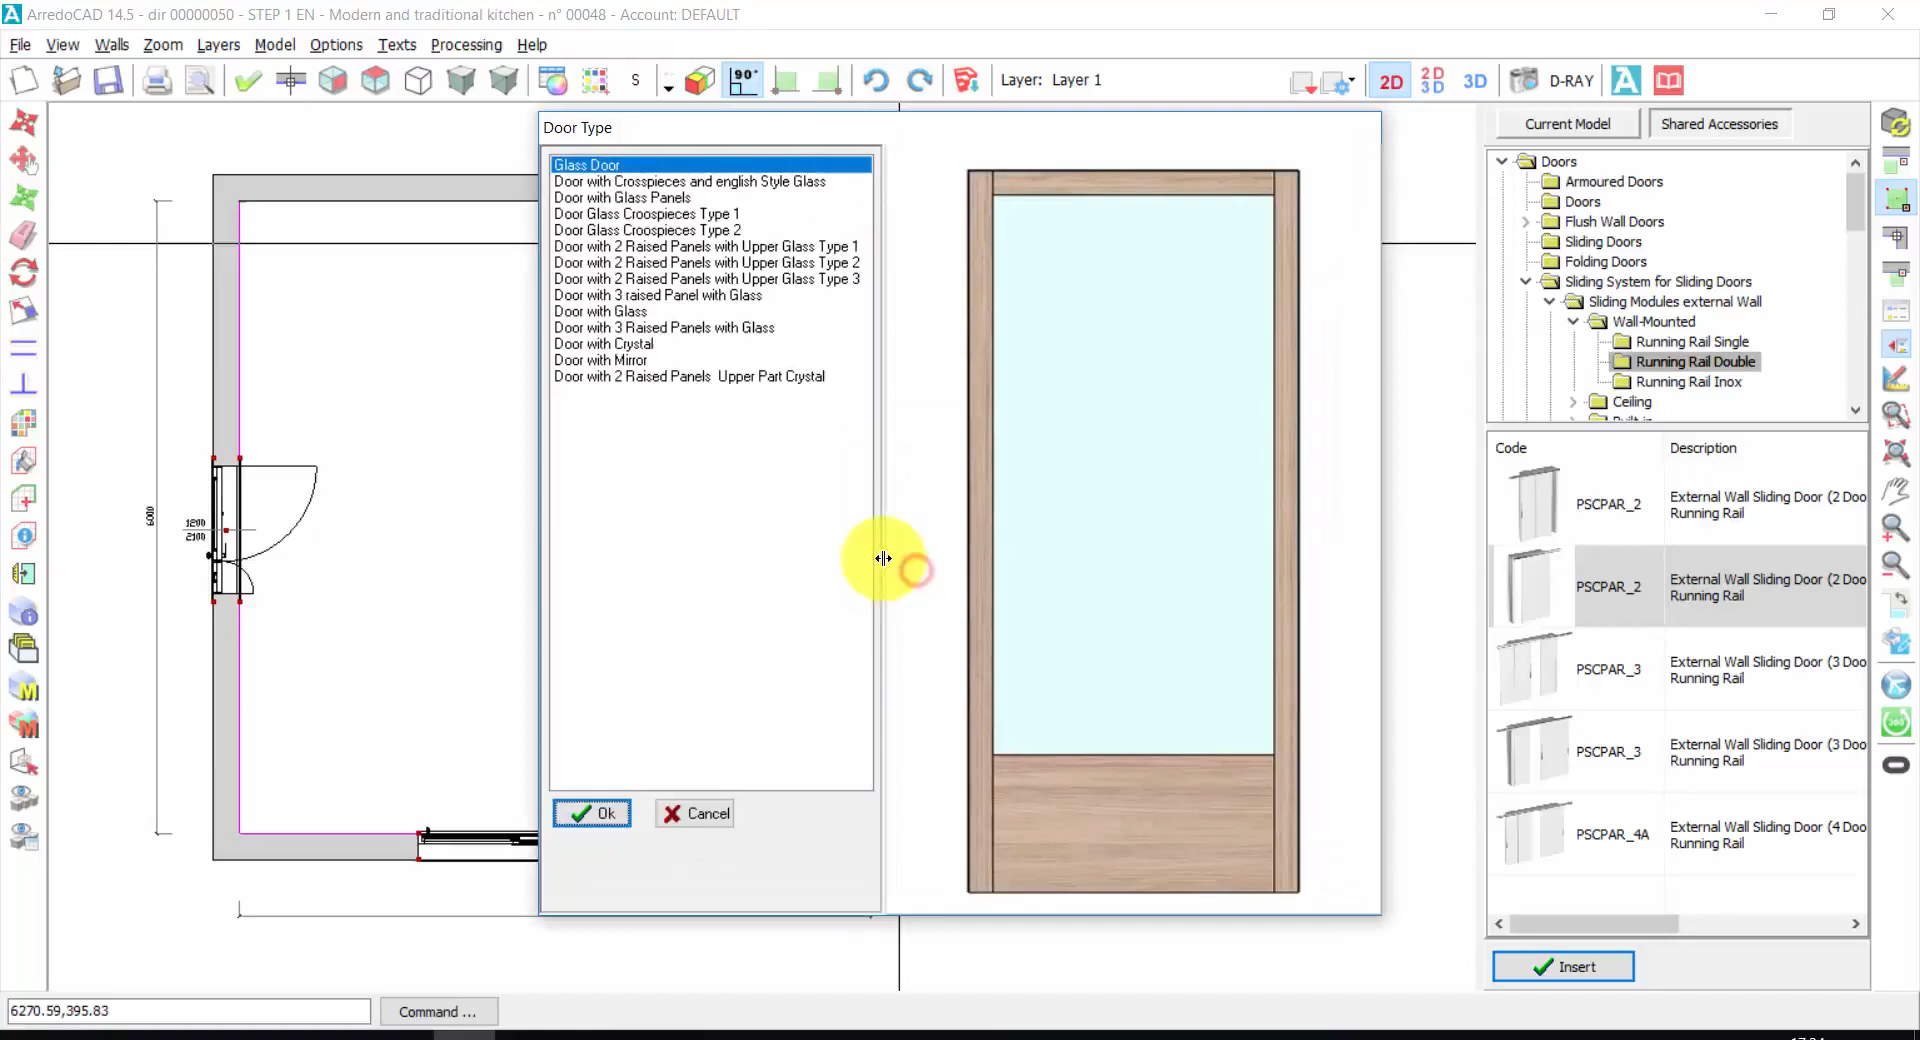 ArredoCAD 14.5 - dir 00000050 - STEP 1 EN - Modern and traditional kitchen - n° 00048 - Account: DEFAULT
File View Walls Zoom Layers Model Options Texts Processing Help
S 90° Layer: Layer 1 2D 2D 3D 3D D-RAY
Door Type
Glass Door
Door with Crosspieces and english Style Glass
Door with Glass Panels
Door Glass Croospieces Type 1
Door Glass Croospieces Type 2
Door with 2 Raised Panels with Upper Glass Type 1
Door with 2 Raised Panels with Upper Glass Type 2
Door with 2 Raised Panels with Upper Glass Type 3
Door with 3 raised Panel with Glass
Door with Glass
Door with 3 Raised Panels with Glass
Door with Crystal
Door with Mirror
Door with 2 Raised Panels Upper Part Crystal
Ok Cancel
6000
1200
2100
Current Model Shared Accessories
Doors
Armoured Doors
Doors
Flush Wall Doors
Sliding Doors
Folding Doors
Sliding System for Sliding Doors
Sliding Modules external Wall
Wall-Mounted
Running Rail Single
Running Rail Double
Running Rail Inox
Ceiling
Code Description
PSCPAR_2 External Wall Sliding Door (2 Doo
Running Rail
PSCPAR_2 External Wall Sliding Door (2 Doo
Running Rail
PSCPAR_3 External Wall Sliding Door (3 Doo
Running Rail
PSCPAR_3 External Wall Sliding Door (3 Doo
Running Rail
PSCPAR_4A External Wall Sliding Door (4 Doo
Running Rail
Insert
6270.59,395.83 Command ...